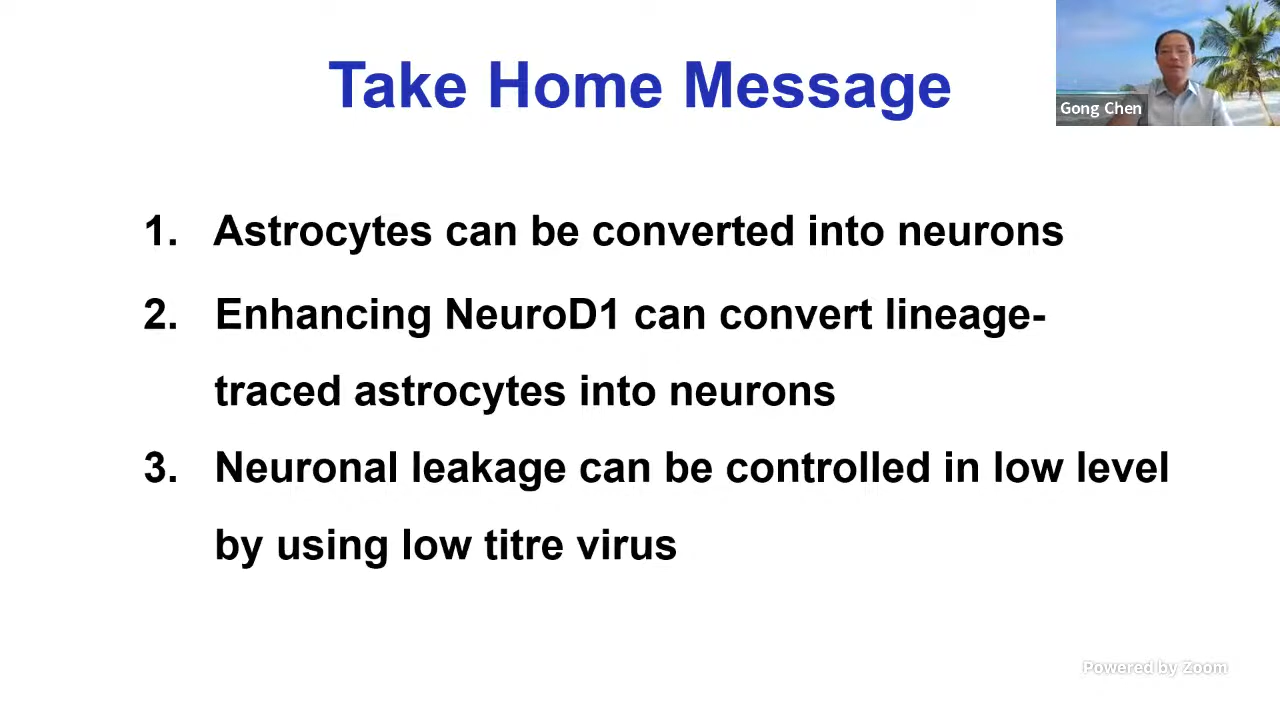 Take Home Message
Gong Chen
1. Astrocytes can be converted into neurons
2. Enhancing NeuroD1 can convert lineage-
traced astrocytes into neurons
3. Neuronal leakage can be controlled in low level
by using low titre virus
Powered by Zoom